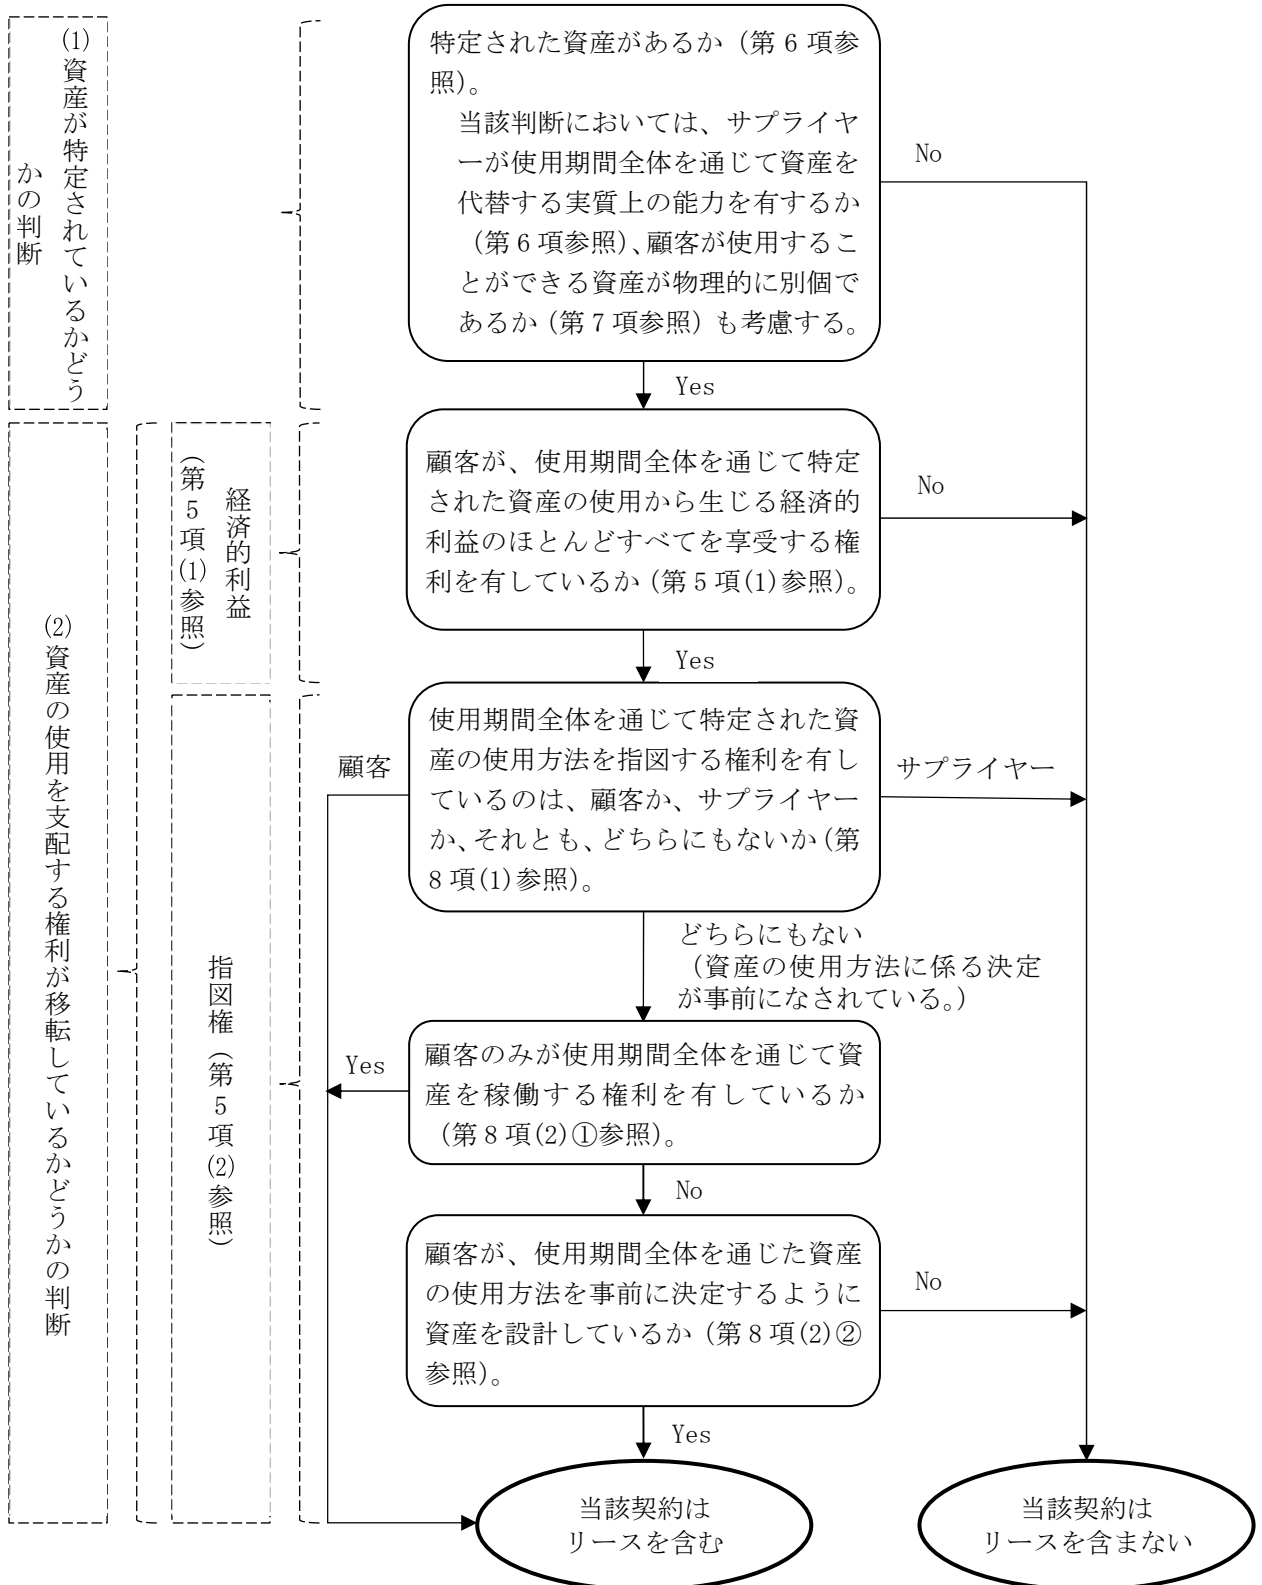 (1)資産が特定されているかどう
かの判断
特定された資産があるか（第６項参
照）。
当該判断においては、サプライヤ
ーが使用期間全体を通じて資産を
代替する実質上の能力を有するか
（第６項参照）、顧客が使用するこ
とができる資産が物理的に別個で
あるか（第７項参照）も考慮する。
No
Yes
(2)資産の使用を支配する権利が移転しているかどうかの判断
経済的利益
（第５項(1)参照）
顧客が、使用期間全体を通じて特定
された資産の使用から生じる経済的
利益のほとんどすべてを享受する権
利を有しているか（第５項(1)参照）。
No
Yes
指図権（第５項(2)参照）
使用期間全体を通じて特定された資
産の使用方法を指図する権利を有し
ているのは、顧客か、サプライヤー
か、それとも、どちらにもないか（第
８項(1)参照）。
顧客
サプライヤー
どちらにもない
（資産の使用方法に係る決定
が事前になされている。）
顧客のみが使用期間全体を通じて資
産を稼働する権利を有しているか
（第８項(2)①参照）。
Yes
No
顧客が、使用期間全体を通じた資産
の使用方法を事前に決定するように
資産を設計しているか（第８項(2)②
参照）。
No
Yes
当該契約は
リースを含む
当該契約は
リースを含まない